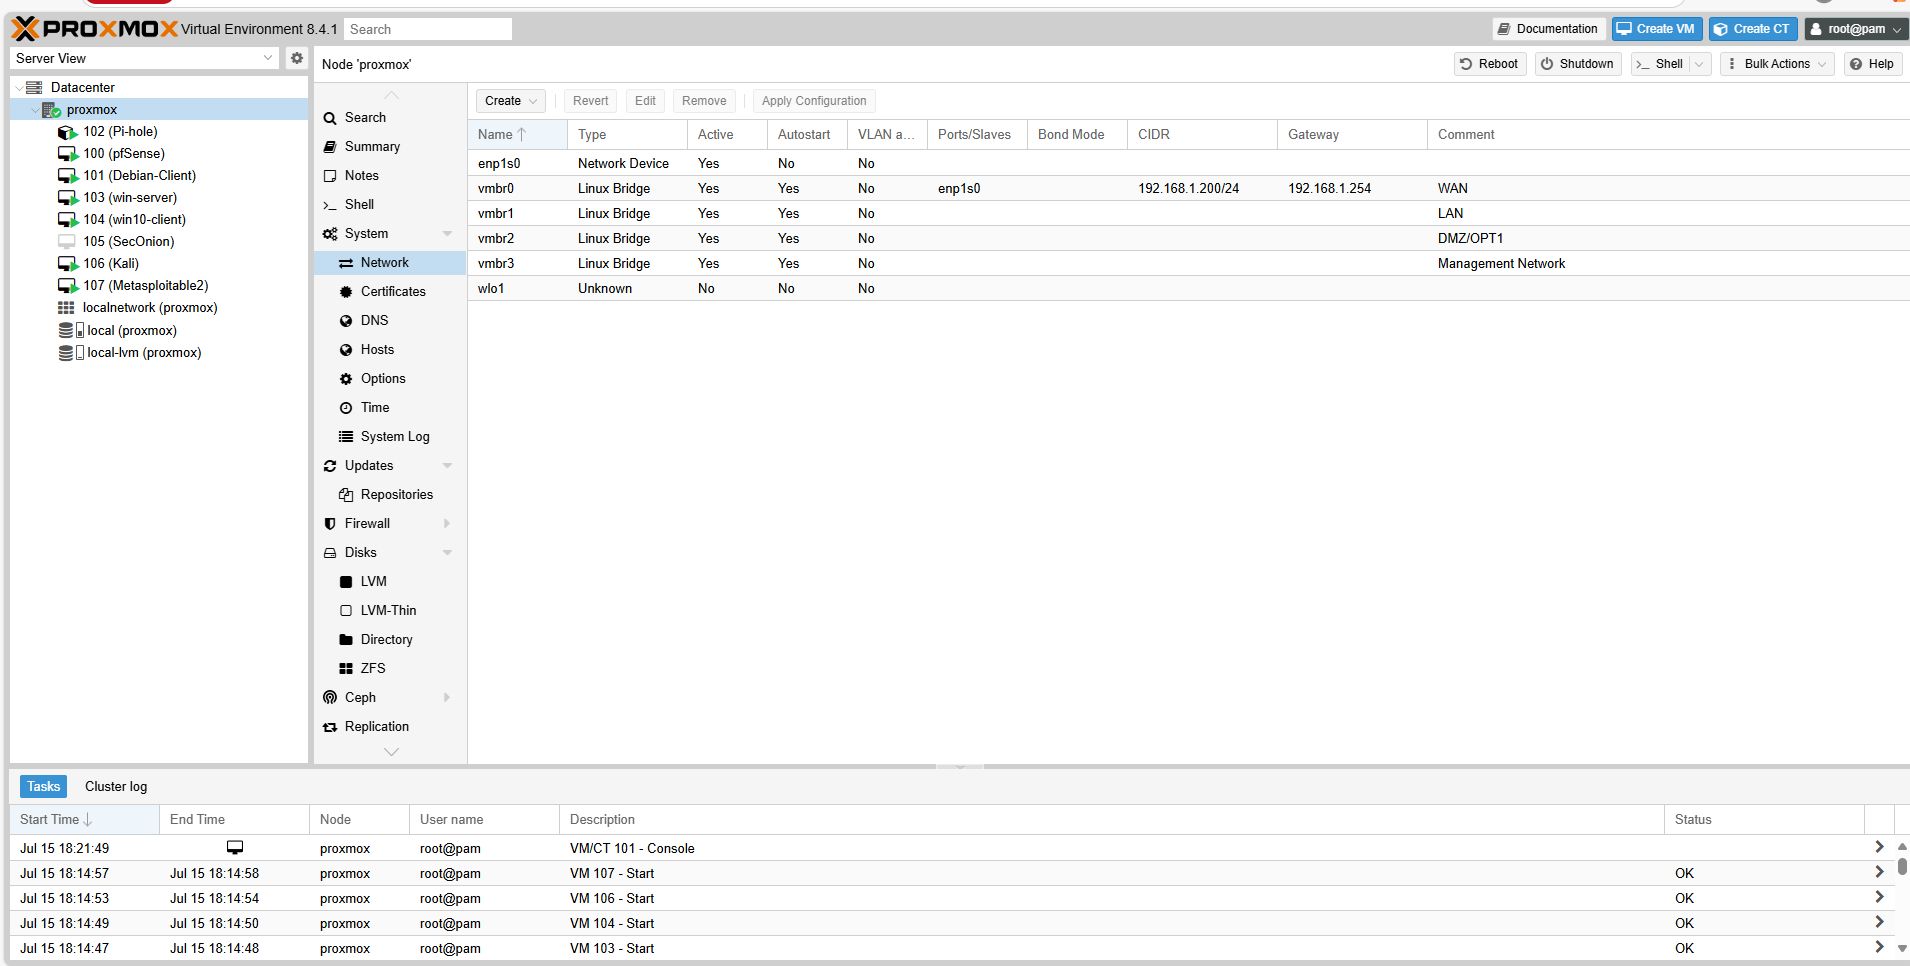 PROXMOX Virtual Environment 8.4.1 Search Documentation Create VM Create CT root@pam
Server View
Datacenter
proxmox
102 (Pi-hole)
100 (pfSense)
101 (Debian-Client)
103 (win-server)
104 (win10-client)
105 (SecOnion)
106 (Kali)
107 (Metasploitable2)
localnetwork (proxmox)
local (proxmox)
local-lvm (proxmox)
Node 'proxmox' Reboot Shutdown >_ Shell Bulk Actions Help
Search
Summary
Notes
>_ Shell
System
Network
Certificates
DNS
Hosts
Options
Time
System Log
Updates
Repositories
Firewall
Disks
LVM
LVM-Thin
Directory
ZFS
Ceph
Replication
Create Revert Edit Remove Apply Configuration
Name Type Active Autostart VLAN a... Ports/Slaves Bond Mode CIDR Gateway Comment
enp1s0 Network Device Yes No No
vmbr0 Linux Bridge Yes Yes No enp1s0 192.168.1.200/24 192.168.1.254 WAN
vmbr1 Linux Bridge Yes Yes No LAN
vmbr2 Linux Bridge Yes Yes No DMZ/OPT1
vmbr3 Linux Bridge Yes Yes No Management Network
wlo1 Unknown No No No
Tasks Cluster log
Start Time End Time Node User name Description Status
Jul 15 18:21:49 proxmox root@pam VM/CT 101 - Console
Jul 15 18:14:57 Jul 15 18:14:58 proxmox root@pam VM 107 - Start OK
Jul 15 18:14:53 Jul 15 18:14:54 proxmox root@pam VM 106 - Start OK
Jul 15 18:14:49 Jul 15 18:14:50 proxmox root@pam VM 104 - Start OK
Jul 15 18:14:47 Jul 15 18:14:48 proxmox root@pam VM 103 - Start OK